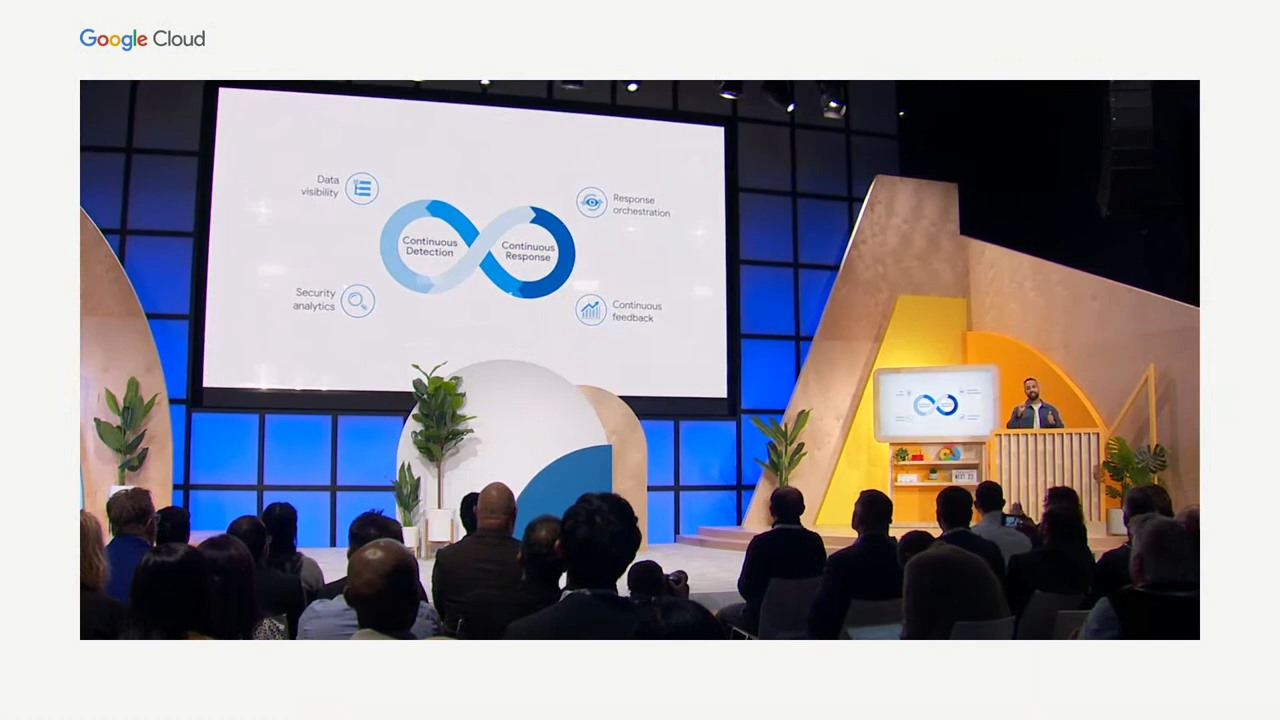 Google Cloud
Data
visibility
Response
orchestration
Continuous
Detection
Continuous
Response
Security
analytics
Continuous
feedback